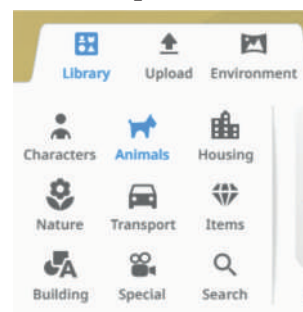 Library Upload Environment
Characters Animals Housing
Nature Transport Items
Building Special Search